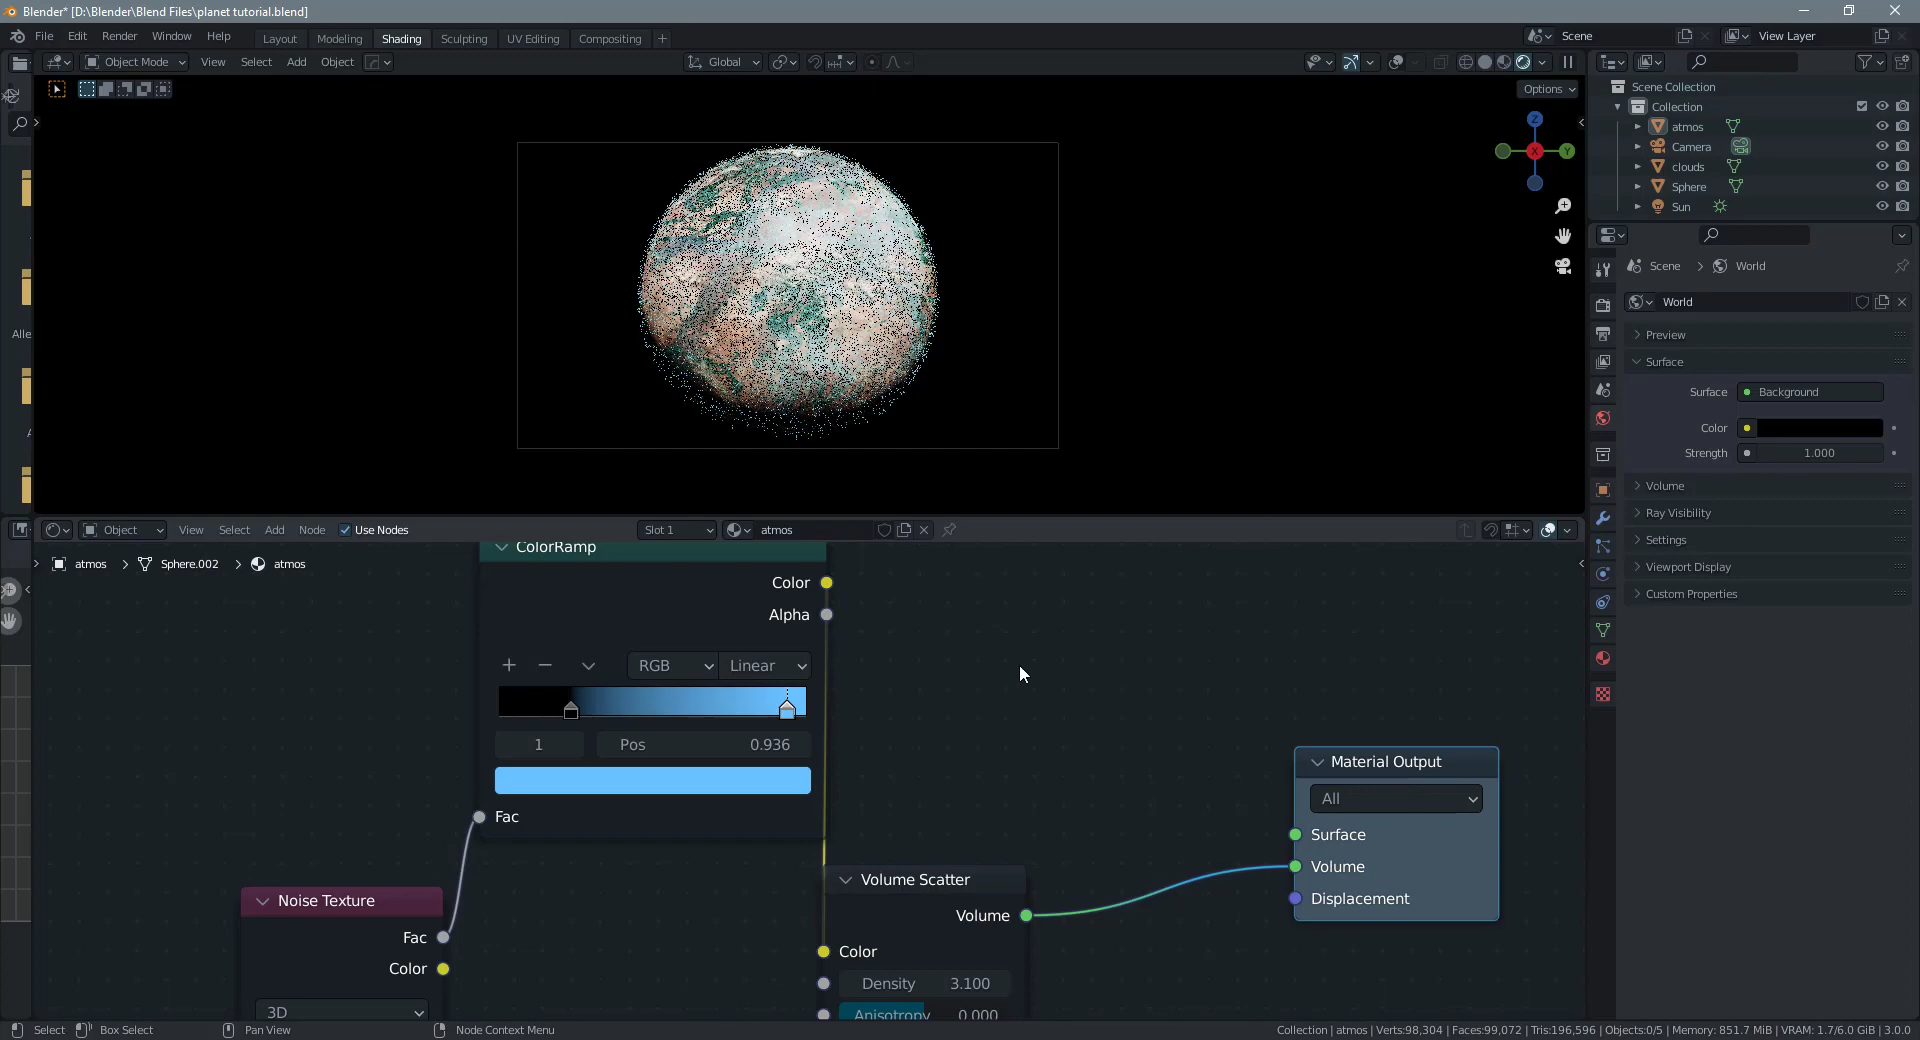 Blender* [D:\Blender\Blend Files\planet tutorial.blend]
File Edit Render Window Help Layout Modeling Shading Sculpting UV Editing Compositing + Scene View Layer
Object Mode View Select Add Object Global
Options
Scene Collection
Collection
atmos
Camera
clouds
Sphere
Sun
X Y Z
Scene > World
World
Preview
Surface
Surface Background
Color
Strength 1.000
Volume
Ray Visibility
Settings
Viewport Display
Custom Properties
Alle
Object View Select Add Node Use Nodes Slot 1 atmos
atmos > Sphere.002 > atmos
ColorRamp
Color
Alpha
+ − RGB Linear
1 Pos 0.936
Fac
Noise Texture
Fac
Color
3D
Volume Scatter
Volume
Color
Density 3.100
Anisotropy 0.000
Material Output
All
Surface
Volume
Displacement
Select Box Select Pan View Node Context Menu Collection | atmos | Verts:98,304 | Faces:99,072 | Tris:196,596 | Objects:0/5 | Memory: 851.7 MiB | VRAM: 1.7/6.0 GiB | 3.0.0